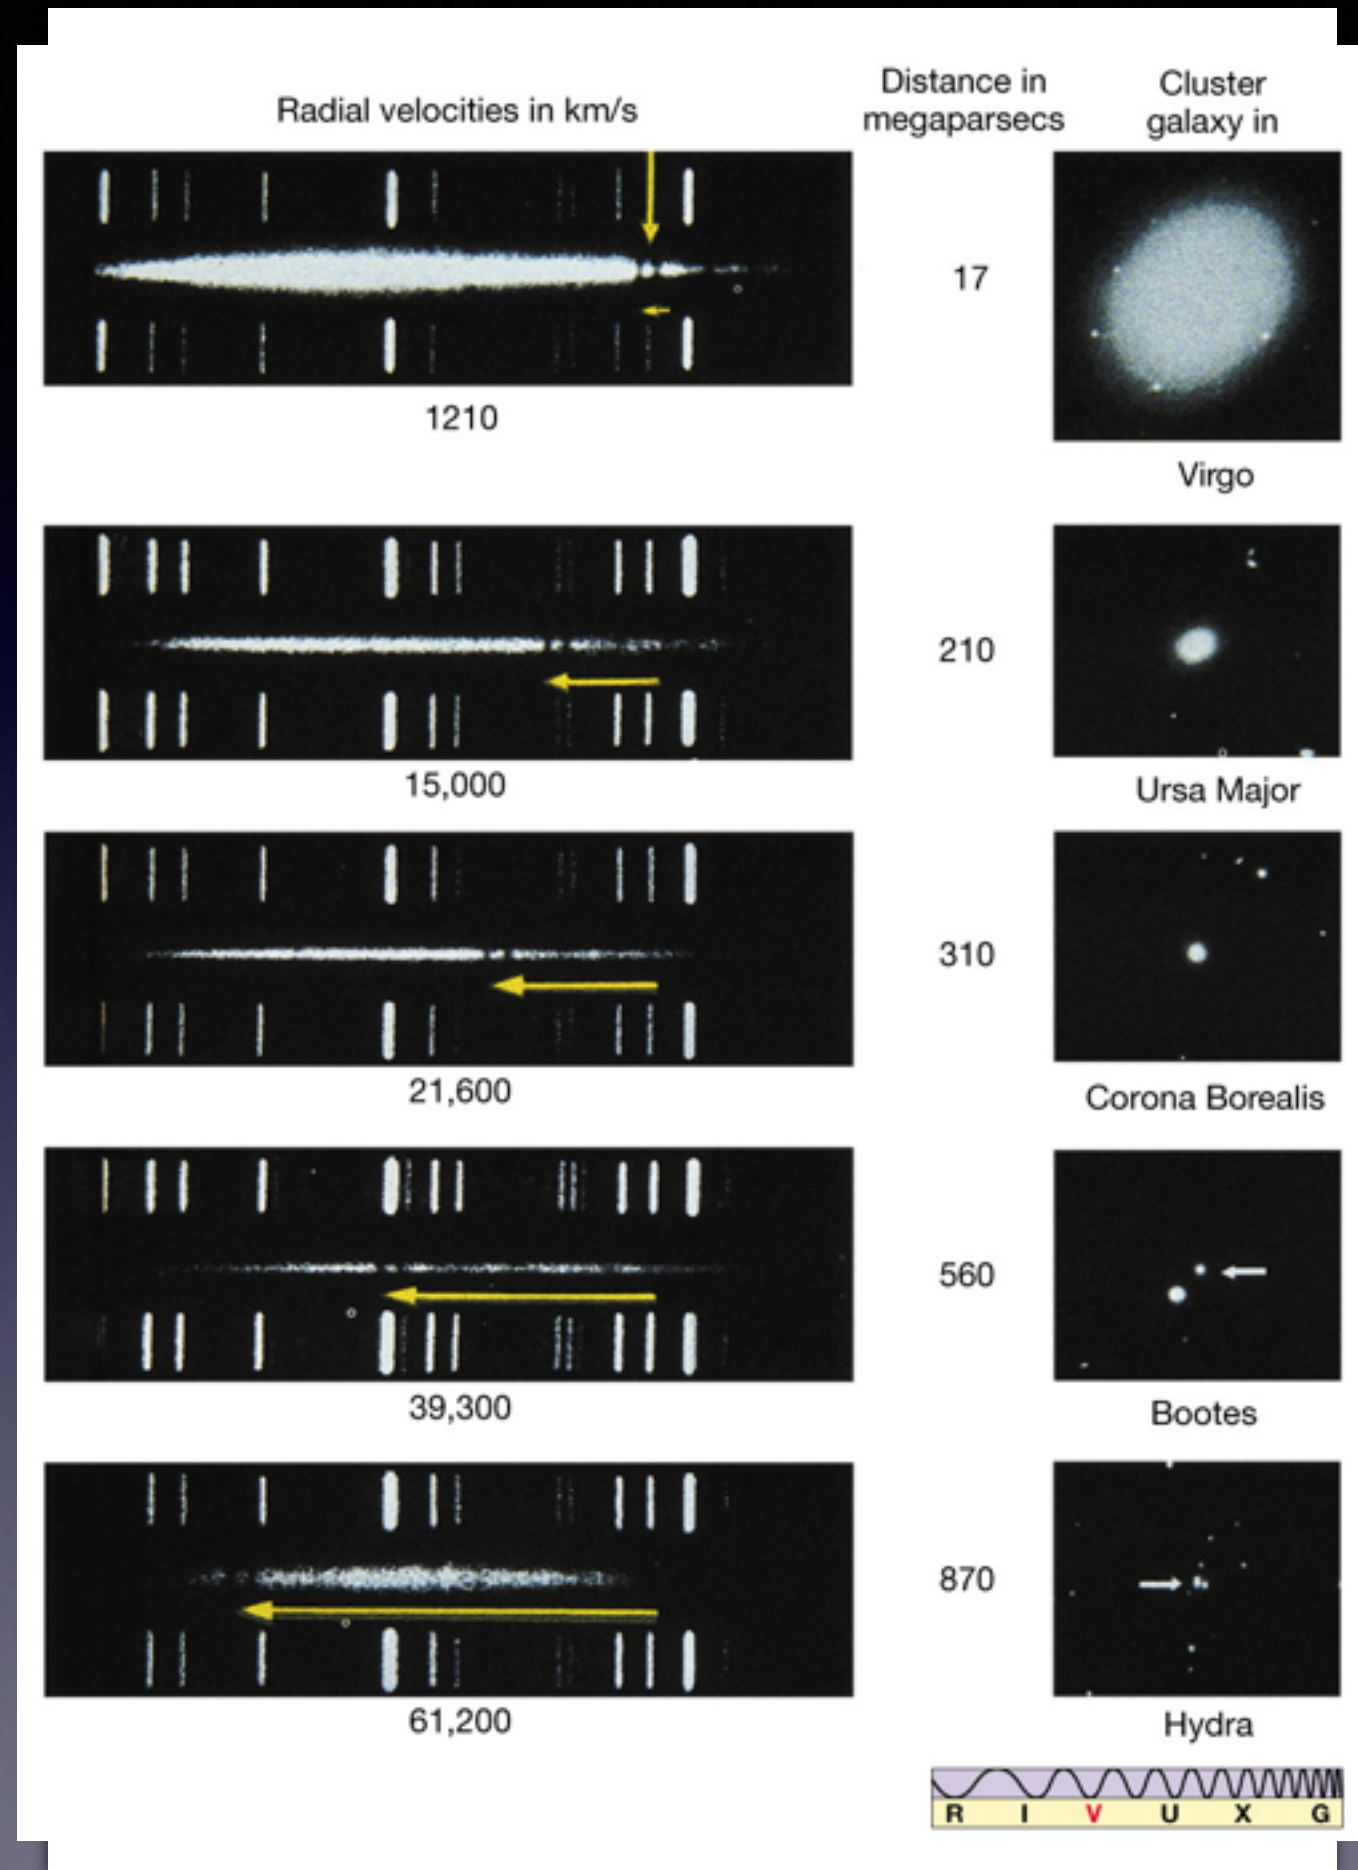 Radial velocities in km/s
Distance in
megaparsecs
Cluster
galaxy in
17
1210
Virgo
210
15,000
Ursa Major
310
21,600
Corona Borealis
560
39,300
Bootes
870
61,200
Hydra
R I V U X G